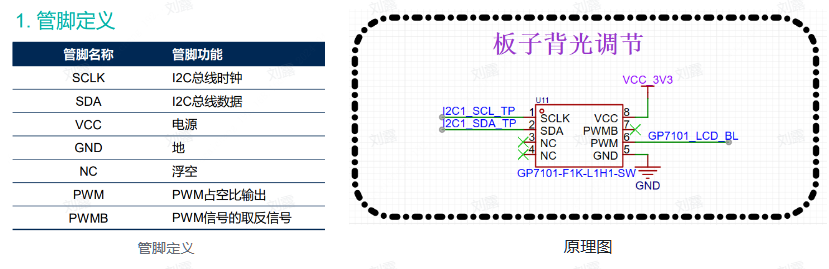 1. 管脚定义
管脚名称 管脚功能
SCLK I2C总线时钟
SDA I2C总线数据
VCC 电源
GND 地
NC 浮空
PWM PWM占空比输出
PWMB PWM信号的取反信号
管脚定义
板子背光调节
VCC_3V3
U11
I2C1_SCL_TP 1 SCLK VCC 8
I2C1_SDA_TP 2 SDA PWMB 7
3 NC PWM 6 GP7101_LCD_BL
4 NC GND 5
GP7101-F1K-L1H1-SW
GND
原理图